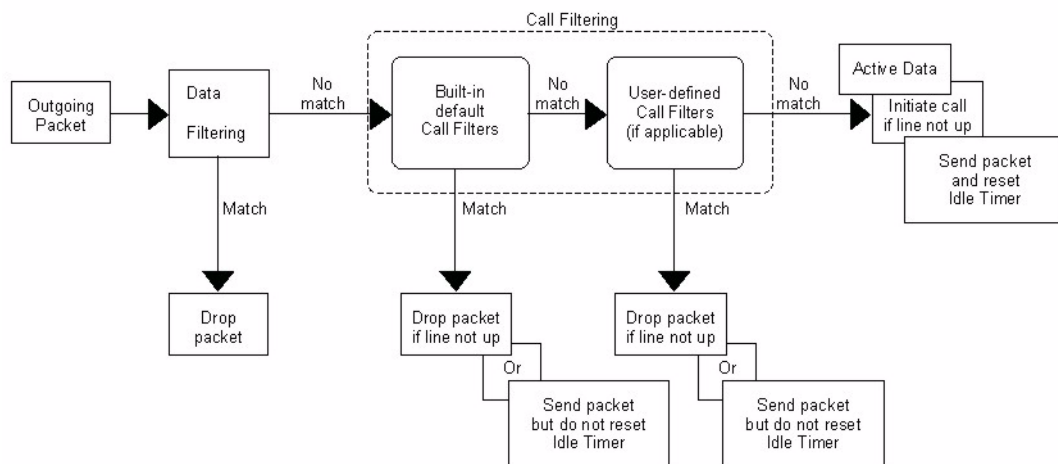 Call Filtering
Outgoing
Packet
Data
Filtering
No
match
Built-in
default
Call Filters
No
match
User-defined
Call Filters
(if applicable)
No
match
Active Data
Initiate call
if line not up
Send packet
and reset
Idle Timer
Match
Match
Match
Drop
packet
Drop packet
if line not up
Or
Send packet
but do not reset
Idle Timer
Drop packet
if line not up
Or
Send packet
but do not reset
Idle Timer